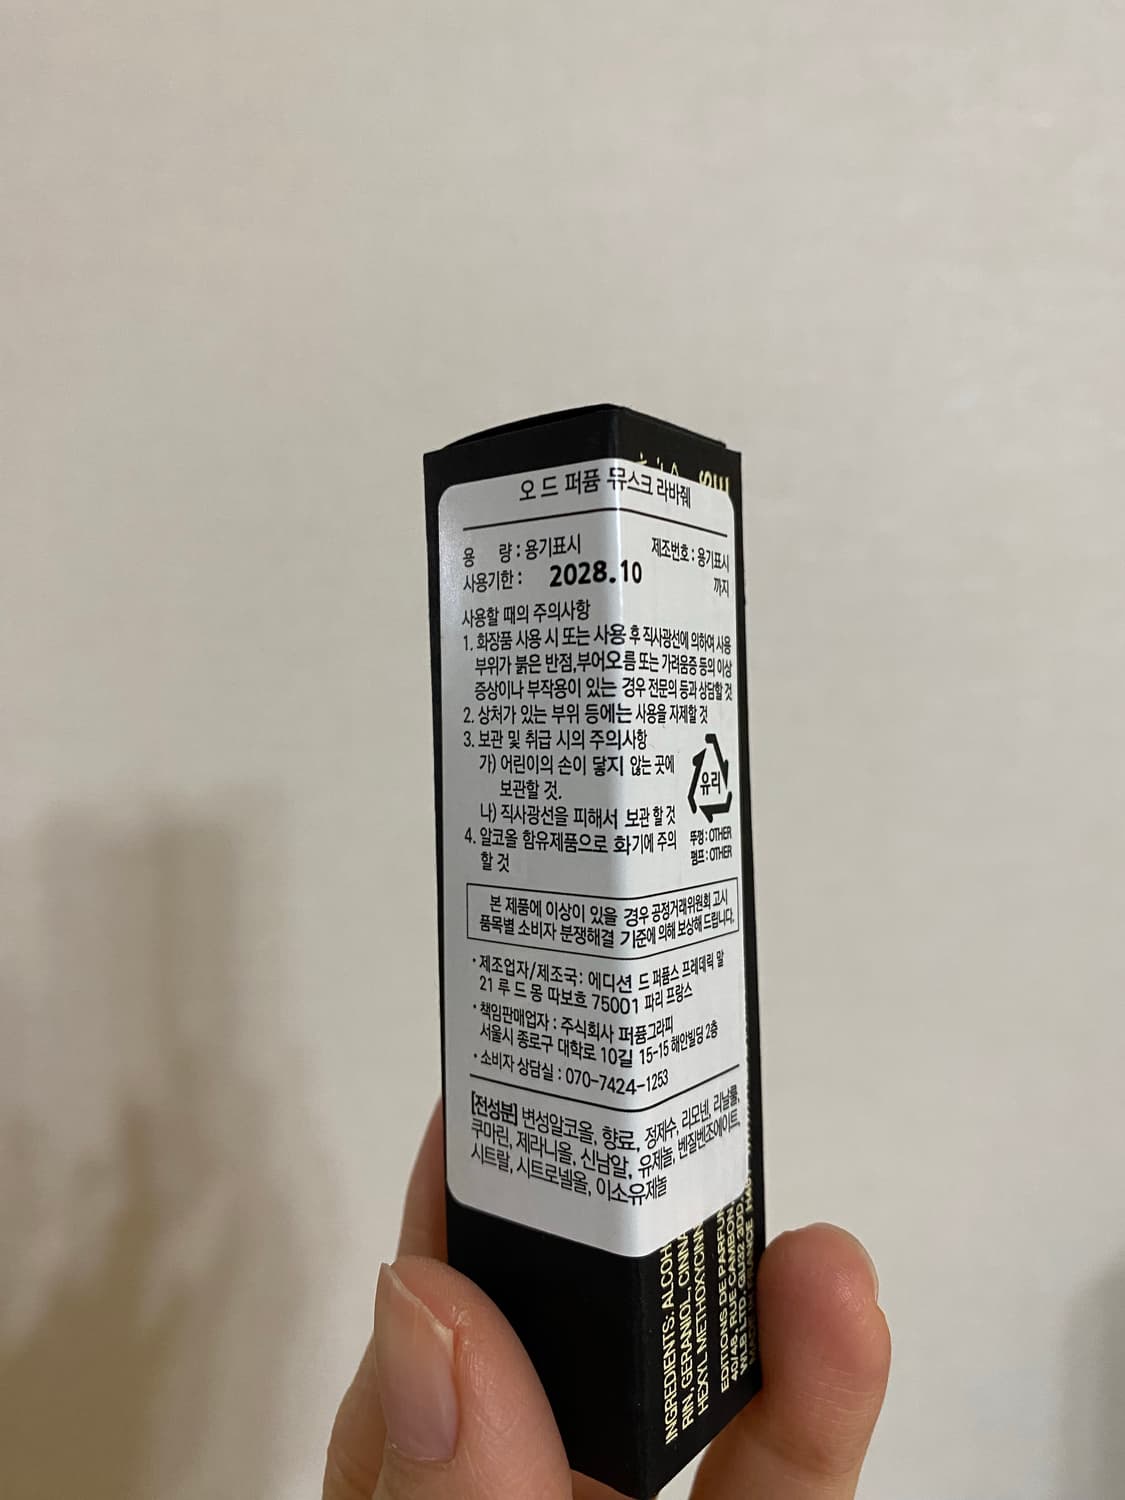 오 드 퍼퓸 뮤스크 라바줴
용 량 : 용기표시 제조번호 : 용기표시
사용기한 : 2028.10 까지
사용할 때의 주의사항
1. 화장품 사용 시 또는 사용 후 직사광선에 의하여 사용
부위가 붉은 반점,부어오름 또는 가려움증 등의 이상
증상이나 부작용이 있는 경우 전문의 등과 상담할 것
2. 상처가 있는 부위 등에는 사용을 자제할 것
3. 보관 및 취급 시의 주의사항
가) 어린이의 손이 닿지 않는 곳에
보관할 것.
나) 직사광선을 피해서 보관 할 것
4. 알코올 함유제품으로 화기에 주의
할 것
유리
뚜껑 : OTHER
펌프 : OTHER
본 제품에 이상이 있을 경우 공정거래위원회 고시
품목별 소비자 분쟁해결 기준에 의해 보상해 드립니다.
· 제조업자/제조국 : 에디션 드 퍼퓸스 프레데릭 말
21 루 드 몽 따보흐 75001 파리 프랑스
· 책임판매업자 : 주식회사 퍼퓸그라피
서울시 종로구 대학로 10길 15-15 해안빌딩 2층
· 소비자 상담실 : 070-7424-1253
[전성분] 변성알코올, 향료, 정제수, 리모넨, 리날룰,
쿠마린, 제라니올, 신남알, 유제놀, 벤질벤조에이트,
시트랄, 시트로넬올, 이소유제놀
INGREDIENTS: ALCOH
RIN, GERANIOL, CINNA
HEXYL METHOXYCINN
EDITIONS DE PARFUM
40/48, RUE CAMBON
WLB LTD, GU32 3DD